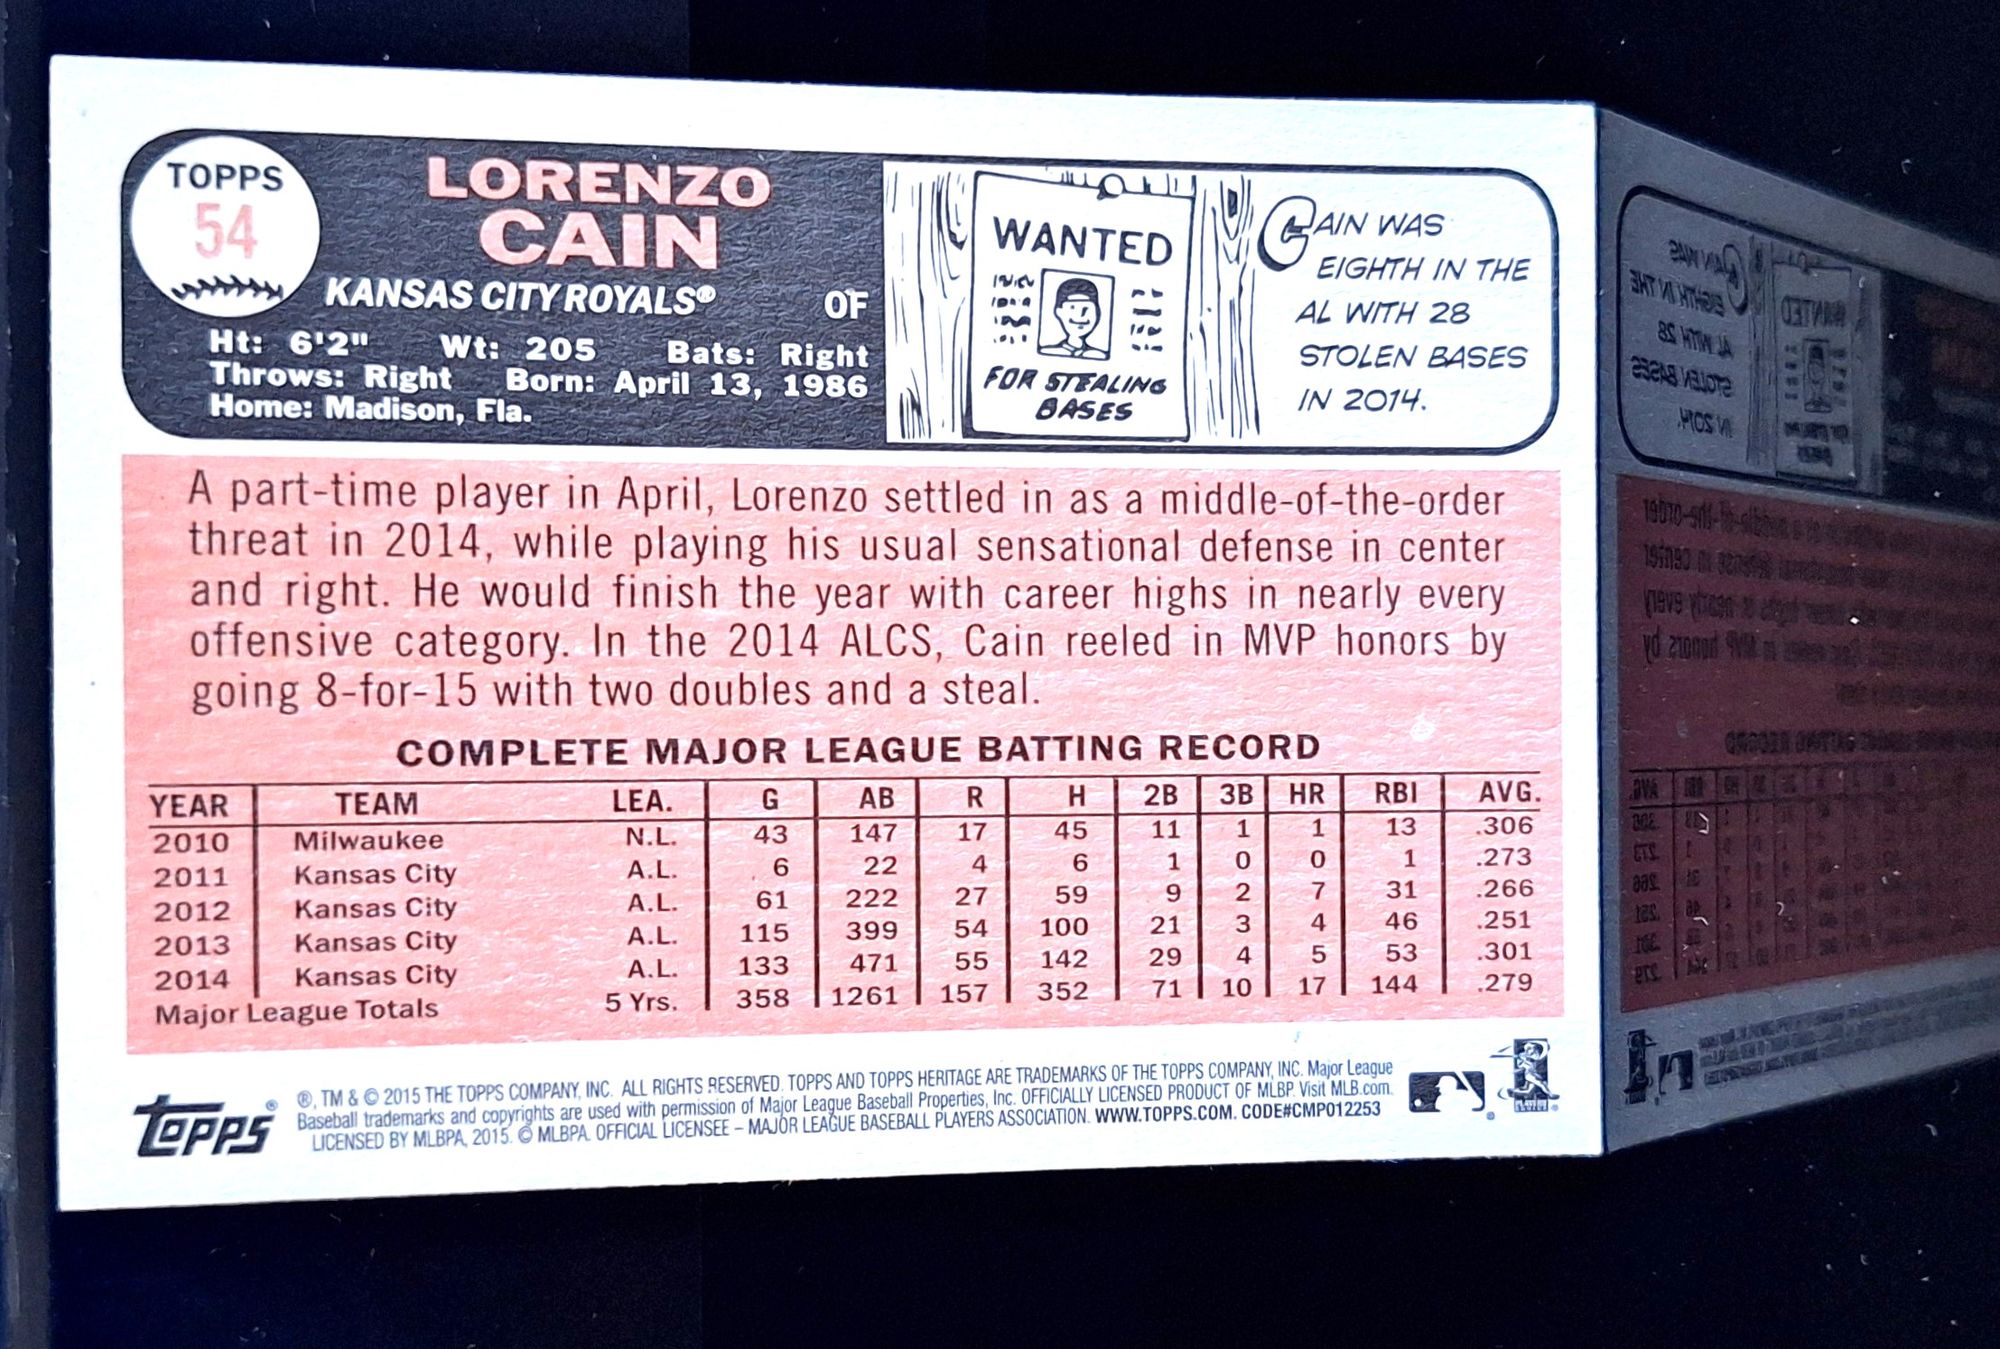 TOPPS
54
LORENZO
CAIN
KANSAS CITY ROYALS® OF
Ht: 6'2" Wt: 205 Bats: Right
Throws: Right Born: April 13, 1986
Home: Madison, Fla.
WANTED
FOR STEALING
BASES
CAIN WAS
EIGHTH IN THE
AL WITH 28
STOLEN BASES
IN 2014.
A part-time player in April, Lorenzo settled in as a middle-of-the-order
threat in 2014, while playing his usual sensational defense in center
and right. He would finish the year with career highs in nearly every
offensive category. In the 2014 ALCS, Cain reeled in MVP honors by
going 8-for-15 with two doubles and a steal.
COMPLETE MAJOR LEAGUE BATTING RECORD
YEAR TEAM LEA. G AB R H 2B 3B HR RBI AVG.
2010 Milwaukee N.L. 43 147 17 45 11 1 1 13 .306
2011 Kansas City A.L. 6 22 4 6 1 0 0 1 .273
2012 Kansas City A.L. 61 222 27 59 9 2 7 31 .266
2013 Kansas City A.L. 115 399 54 100 21 3 4 46 .251
2014 Kansas City A.L. 133 471 55 142 29 4 5 53 .301
Major League Totals 5 Yrs. 358 1261 157 352 71 10 17 144 .279
Topps®
®, TM & © 2015 THE TOPPS COMPANY, INC. ALL RIGHTS RESERVED. TOPPS AND TOPPS HERITAGE ARE TRADEMARKS OF THE TOPPS COMPANY, INC. Major League
Baseball trademarks and copyrights are used with permission of Major League Baseball Properties, Inc. OFFICIALLY LICENSED PRODUCT OF MLBP. Visit MLB.com.
LICENSED BY MLBPA, 2015. © MLBPA. OFFICIAL LICENSEE – MAJOR LEAGUE BASEBALL PLAYERS ASSOCIATION. WWW.TOPPS.COM. CODE#CMP012253